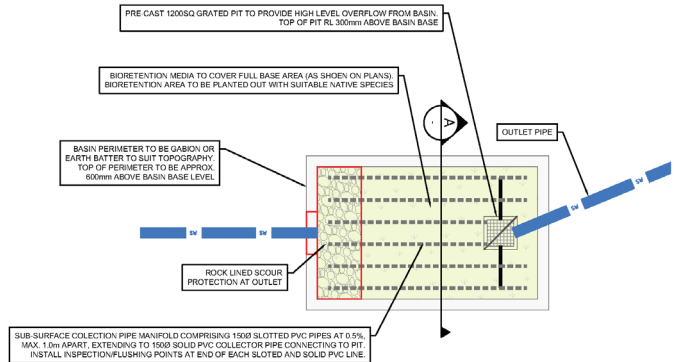 PRE-CAST 1200SQ GRATED PIT TO PROVIDE HIGH LEVEL OVERFLOW FROM BASIN.
TOP OF PIT RL 300mm ABOVE BASIN BASE
BIORETENTION MEDIA TO COVER FULL BASE AREA (AS SHOEN ON PLANS).
BIORETENTION AREA TO BE PLANTED OUT WITH SUITABLE NATIVE SPECIES
A
-
OUTLET PIPE
BASIN PERIMETER TO BE GABION OR
EARTH BATTER TO SUIT TOPOGRAPHY.
TOP OF PERIMETER TO BE APPROX.
600mm ABOVE BASIN BASE LEVEL
SW
SW
SW
SW
ROCK LINED SCOUR
PROTECTION AT OUTLET
SUB-SURFACE COLECTION PIPE MANIFOLD COMPRISING 150Ø SLOTTED PVC PIPES AT 0.5%,
MAX. 1.0m APART, EXTENDING TO 150Ø SOLID PVC COLLECTOR PIPE CONNECTING TO PIT.
INSTALL INSPECTION/FLUSHING POINTS AT END OF EACH SLOTED AND SOLID PVC LINE.